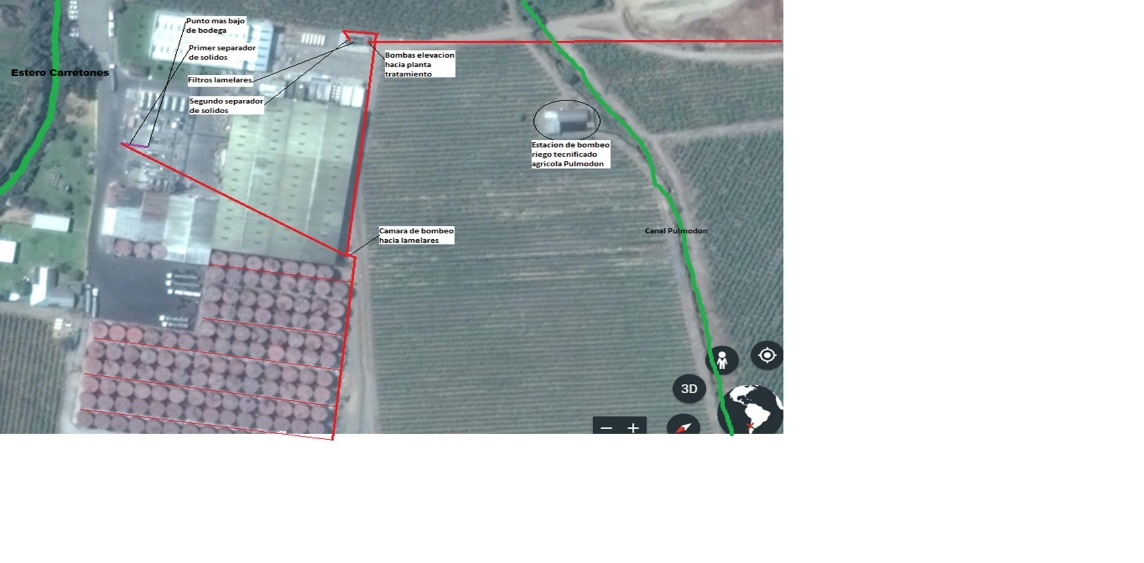 Punto mas bajo
de bodega
Primer separador
de solidos
Estero Carretones
Filtros lamelares
Segundo separador
de solidos
Bombas elevacion
hacia planta
tratamiento
Estacion de bombeo
riego tecnificado
agricola Pulmodon
Camara de bombeo
hacia lamelares
Canal Pulmodon
3D